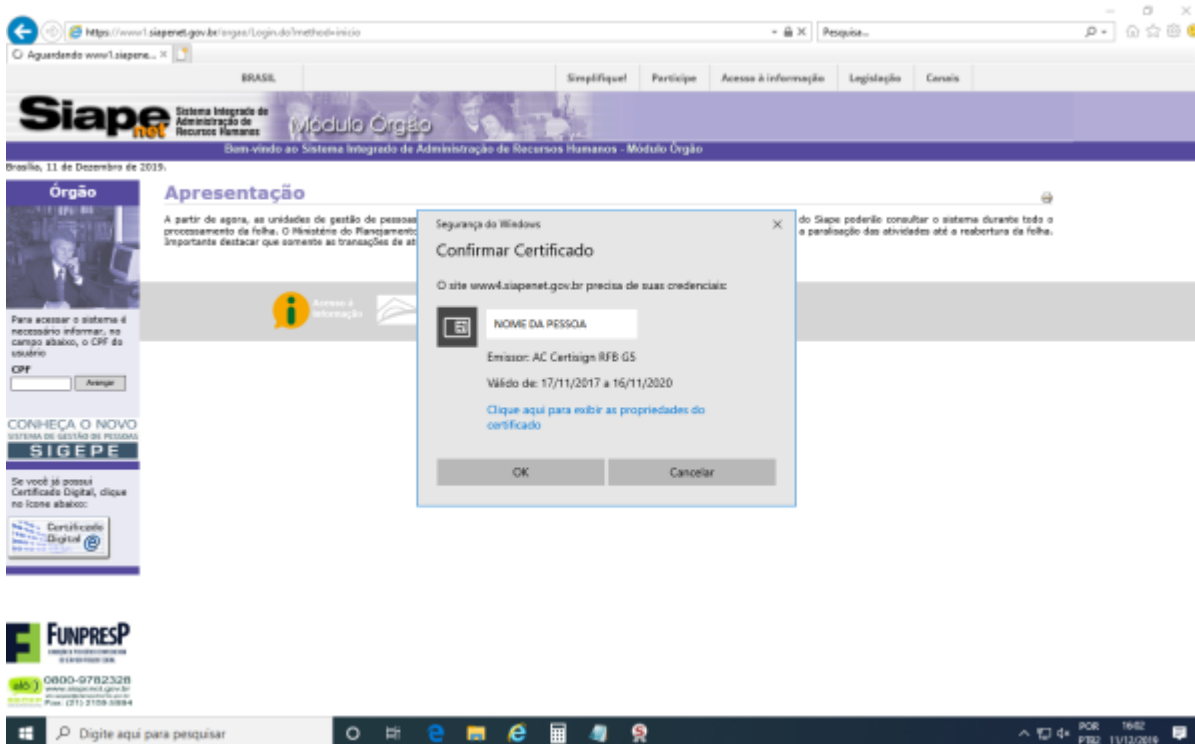 https://www1.siapenet.gov.br/orgao/Login.do?method=inicio
Pesquisa...
Aguardando www1.siapene...
BRASIL
Simplifique!
Participe
Acesso à informação
Legislação
Canais
Siape
net
Sistema Integrado de
Administração de
Recursos Humanos
Módulo Órgão
Bem-vindo ao Sistema Integrado de Administração de Recursos Humanos - Módulo Órgão
Brasília, 11 de Dezembro de 2019.
Órgão
Apresentação
A partir de agora, as unidades de gestão de pessoas
do Siape poderão consultar o sistema durante todo o
processamento da folha. O Ministério do Planejamento
a paralisação das atividades até a reabertura da folha.
Importante destacar que somente as transações de at
Acesso à
Informação
Para acessar o sistema é
necessário informar, no
campo abaixo, o CPF do
usuário
CPF
Avançar
CONHEÇA O NOVO
SISTEMA DE GESTÃO DE PESSOAS
SIGEPE
Se você já possui
Certificado Digital, clique
no ícone abaixo:
Certificado
Digital
FUNPRESP
alô
0800-9782328
Segurança do Windows
Confirmar Certificado
O site www4.siapenet.gov.br precisa de suas credenciais:
NOME DA PESSOA
Emissor: AC Certisign RFB G5
Válido de: 17/11/2017 a 16/11/2020
Clique aqui para exibir as propriedades do
certificado
OK
Cancelar
Digite aqui para pesquisar
POR
PTB2
16:02
11/12/2019